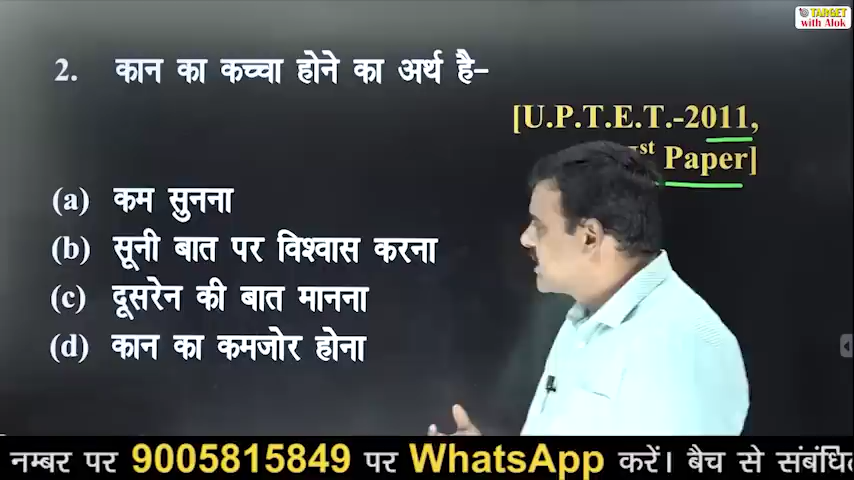 TARGET
with Alok
2. कान का कच्चा होने का अर्थ है-
[U.P.T.E.T.-2011,
Ist Paper]
(a) कम सुनना
(b) सूनी बात पर विश्वास करना
(c) दूसरेन की बात मानना
(d) कान का कमजोर होना
नम्बर पर 9005815849 पर WhatsApp करें। बैच से संबंधित